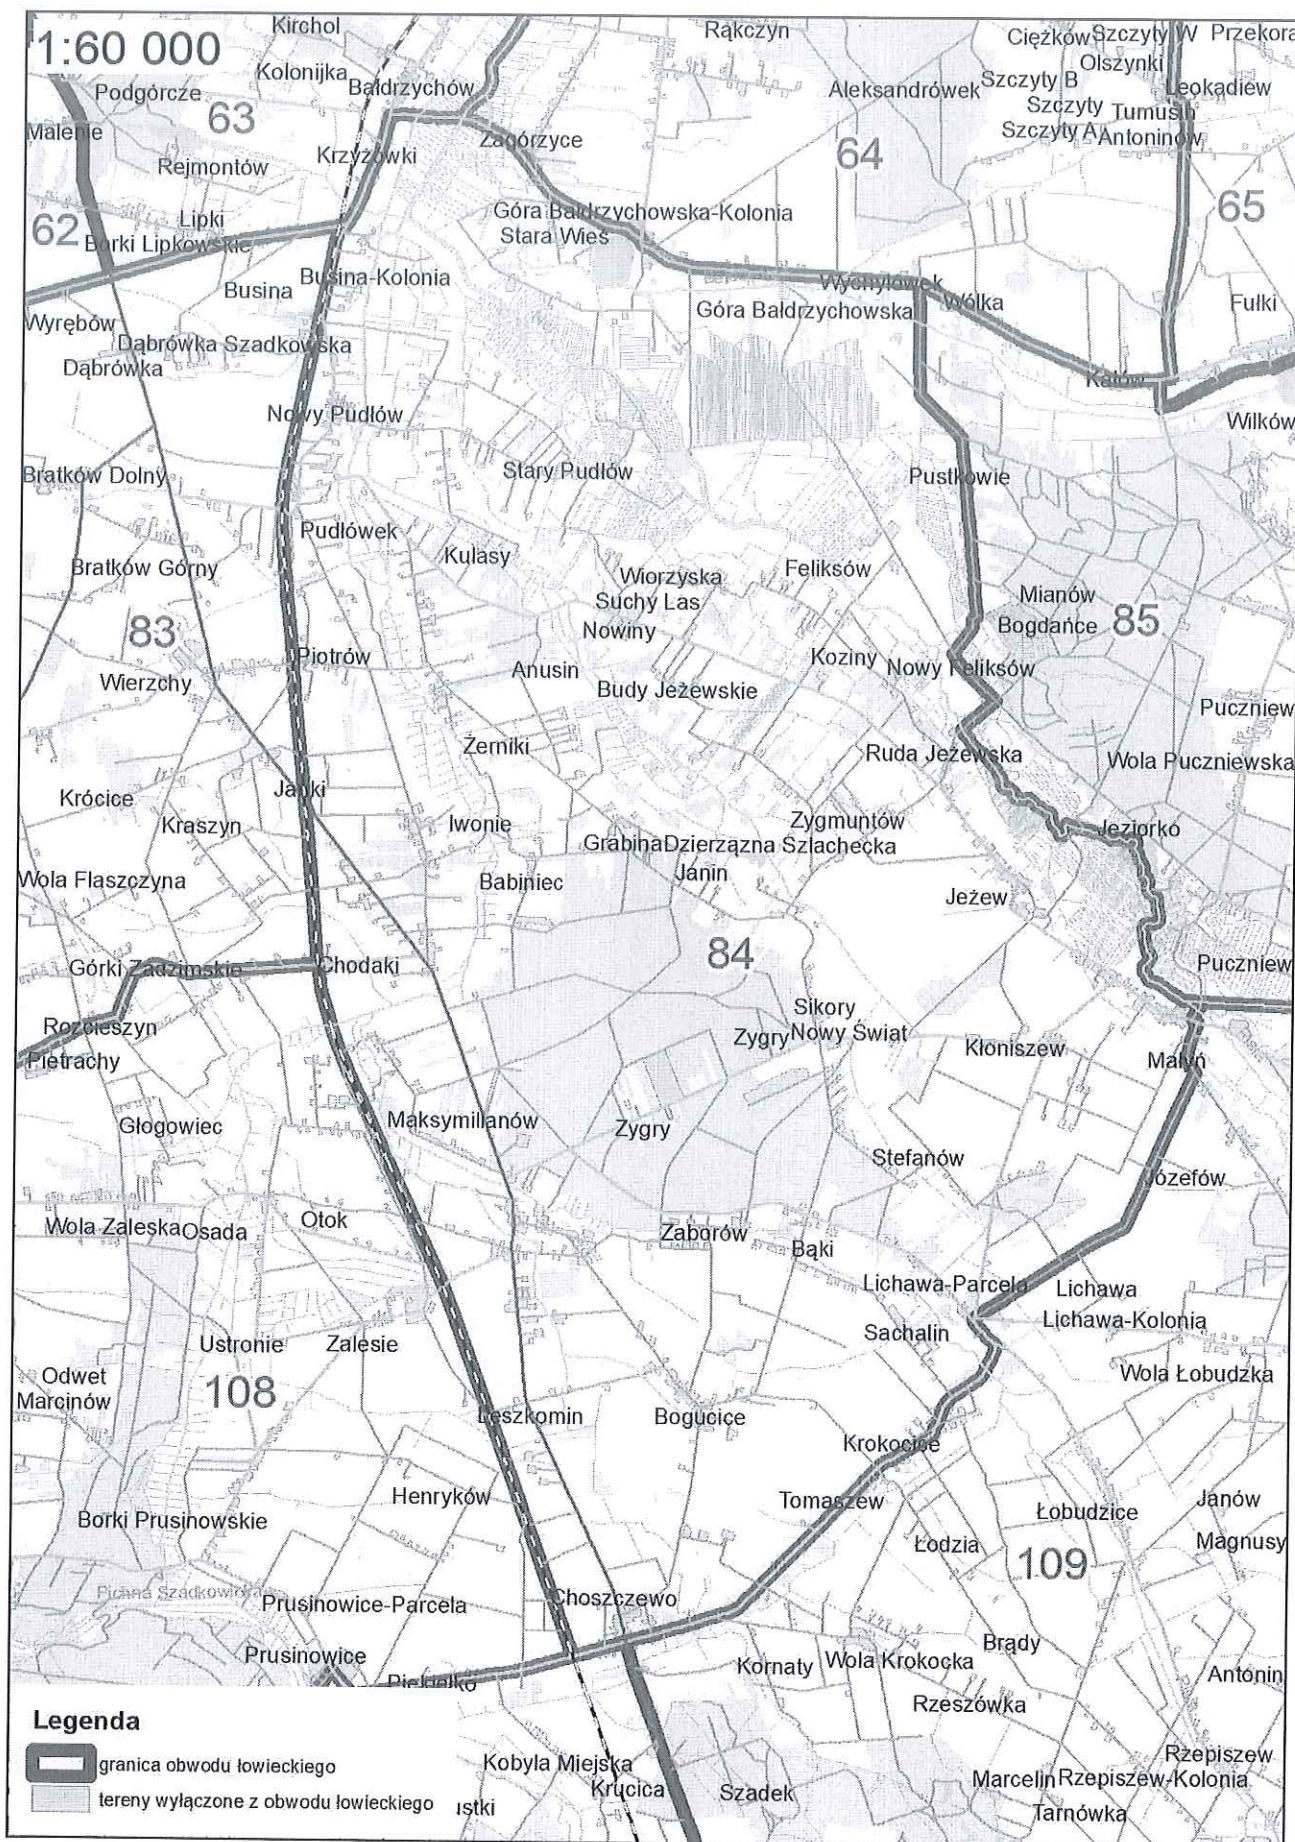 1:60 000
Kirchol
Rąkczyn
Ciężków Szczyty W Przekora
Olszynki
Kolonijka
Podgórcze
Bałdrzychów
Aleksandrówek Szczyty B Leokadiew
63
Szczyty Tumusin
Malenie
Szczyty A Antoninów
Zagórzyce
Krzyżówki
64
Rejmontów
65
Lipki
Góra Bałdrzychowska-Kolonia
62
Borki Lipkowskie
Stara Wieś
Busina-Kolonia
Busina
Wychylówek
Wólka
Fułki
Góra Bałdrzychowska
Wyrębów
Dąbrówka Szadkowska
Dąbrówka
Kałów
Nowy Pudłów
Wilków
Bratków Dolny
Stary Pudłów
Pustkowie
Pudłówek
Kulasy
Bratków Górny
Wiorzyska
Feliksów
Suchy Las
Mianów
83
Nowiny
Bogdańce
85
Piotrów
Koziny
Nowy Feliksów
Wierzchy
Anusin
Budy Jeżewskie
Puczniew
Żerniki
Ruda Jeżewska
Wola Puczniewska
Krócice
Janki
Kraszyn
Iwonie
Zygmuntów
Jeziorko
Grabina Dzierzązna Szlachecka
Janin
Wola Flaszczyna
Babiniec
Jeżew
84
Górki Zadzimskie
Chodaki
Puczniew
Sikory
Rozcieszyn
Zygry Nowy Świat
Kłoniszew
Pietrachy
Małyń
Głogowiec
Maksymilianów
Zygry
Stefanów
Józefów
Wola Zaleska Osada
Otok
Zaborów
Bąki
Lichawa-Parcela
Lichawa
Lichawa-Kolonia
Ustronie
Zalesie
Sachalin
Odwet
Wola Łobudzka
Marcinów
108
Leszkomin
Bogucice
Krokocice
Henryków
Tomaszew
Janów
Borki Prusinowskie
Łobudzice
Łodzia
Magnusy
109
Pichna Szadkowicka
Prusinowice-Parcela
Choszczewo
Prusinowice
Brądy
Kornaty
Wola Krokocka
Antonin
Piekiełko
Rzeszówka
Legenda
granica obwodu łowieckiego
tereny wyłączone z obwodu łowieckiego
Kobyla Miejska
Rzepiszew
Krucica
Szadek
Marcelin Rzepiszew-Kolonia
ıstki
Tarnówka